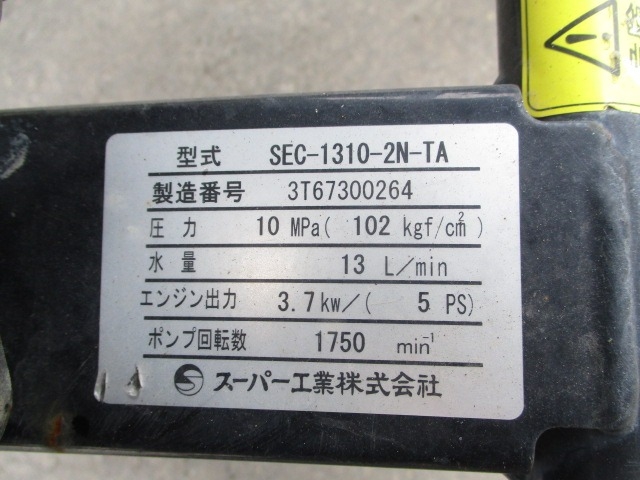 型式 SEC-1310-2N-TA
製造番号 3T67300264
圧力 10 MPa( 102 kgf/cm²)
水量 13 L/min
エンジン出力 3.7kw/( 5 PS)
ポンプ回転数 1750 min⁻¹
スーパー工業株式会社